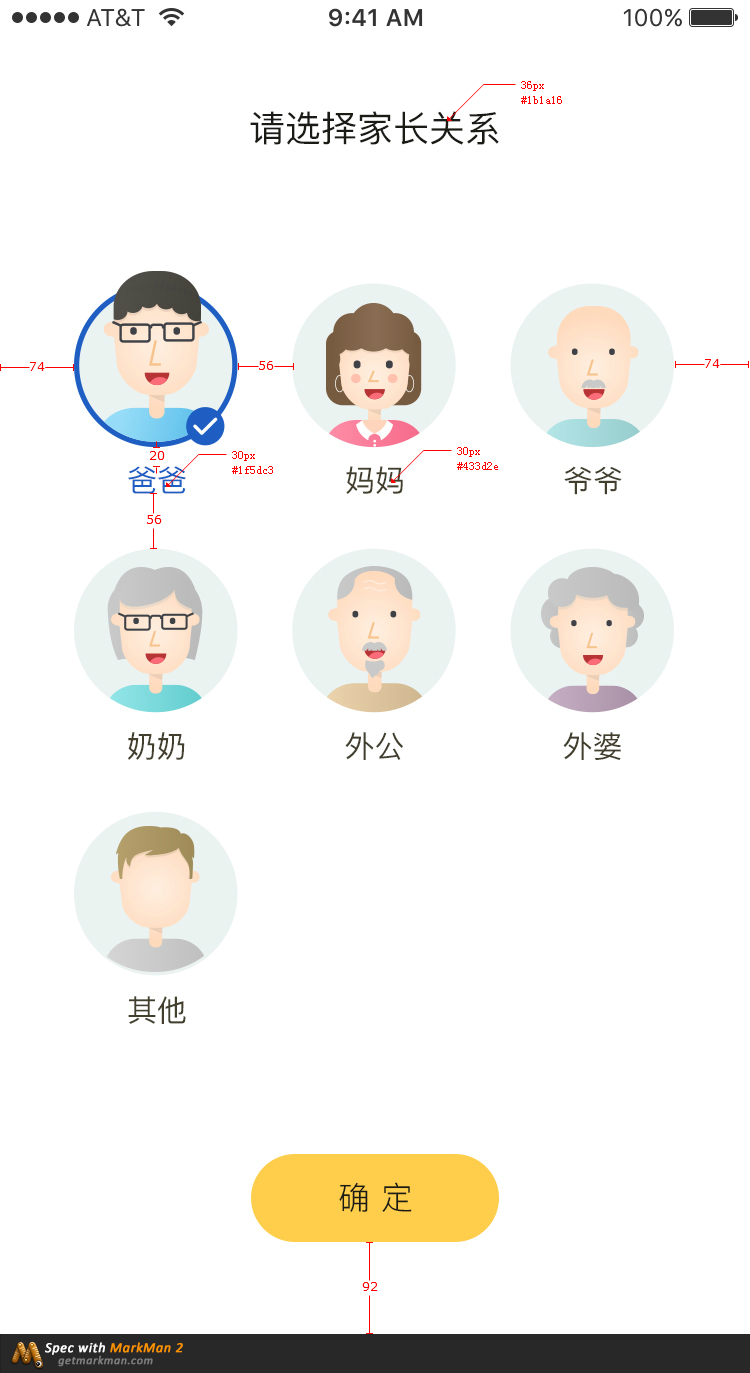 AT&T 9:41 AM 100%
36px
#1b1a16
请选择家长关系
74 56 74
20
30px
#1f5dc3
30px
#433d2e
爸爸 妈妈 爷爷
56
奶奶 外公 外婆
其他
确 定
92
Spec with MarkMan 2
getmarkman.com